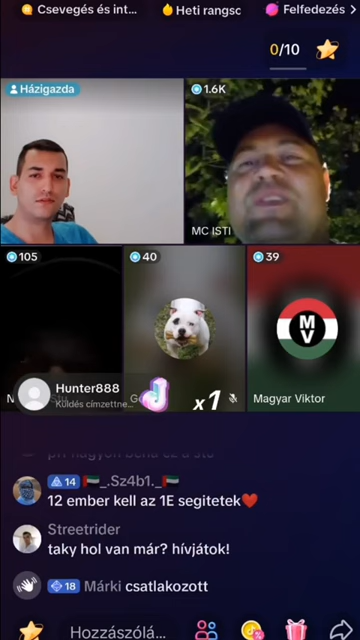 Csevegés és int...
Heti rangsc
Felfedezés
0/10
Házigazda
1.6K
MC ISTI
105
40
39
x1
M
V
Magyar Viktor
Hunter888
Küldés címzettne...
14 _.Sz4b1._
12 ember kell az 1E segitetek
Streetrider
taky hol van már? hívjátok!
18 Márki csatlakozott
Hozzászólá...